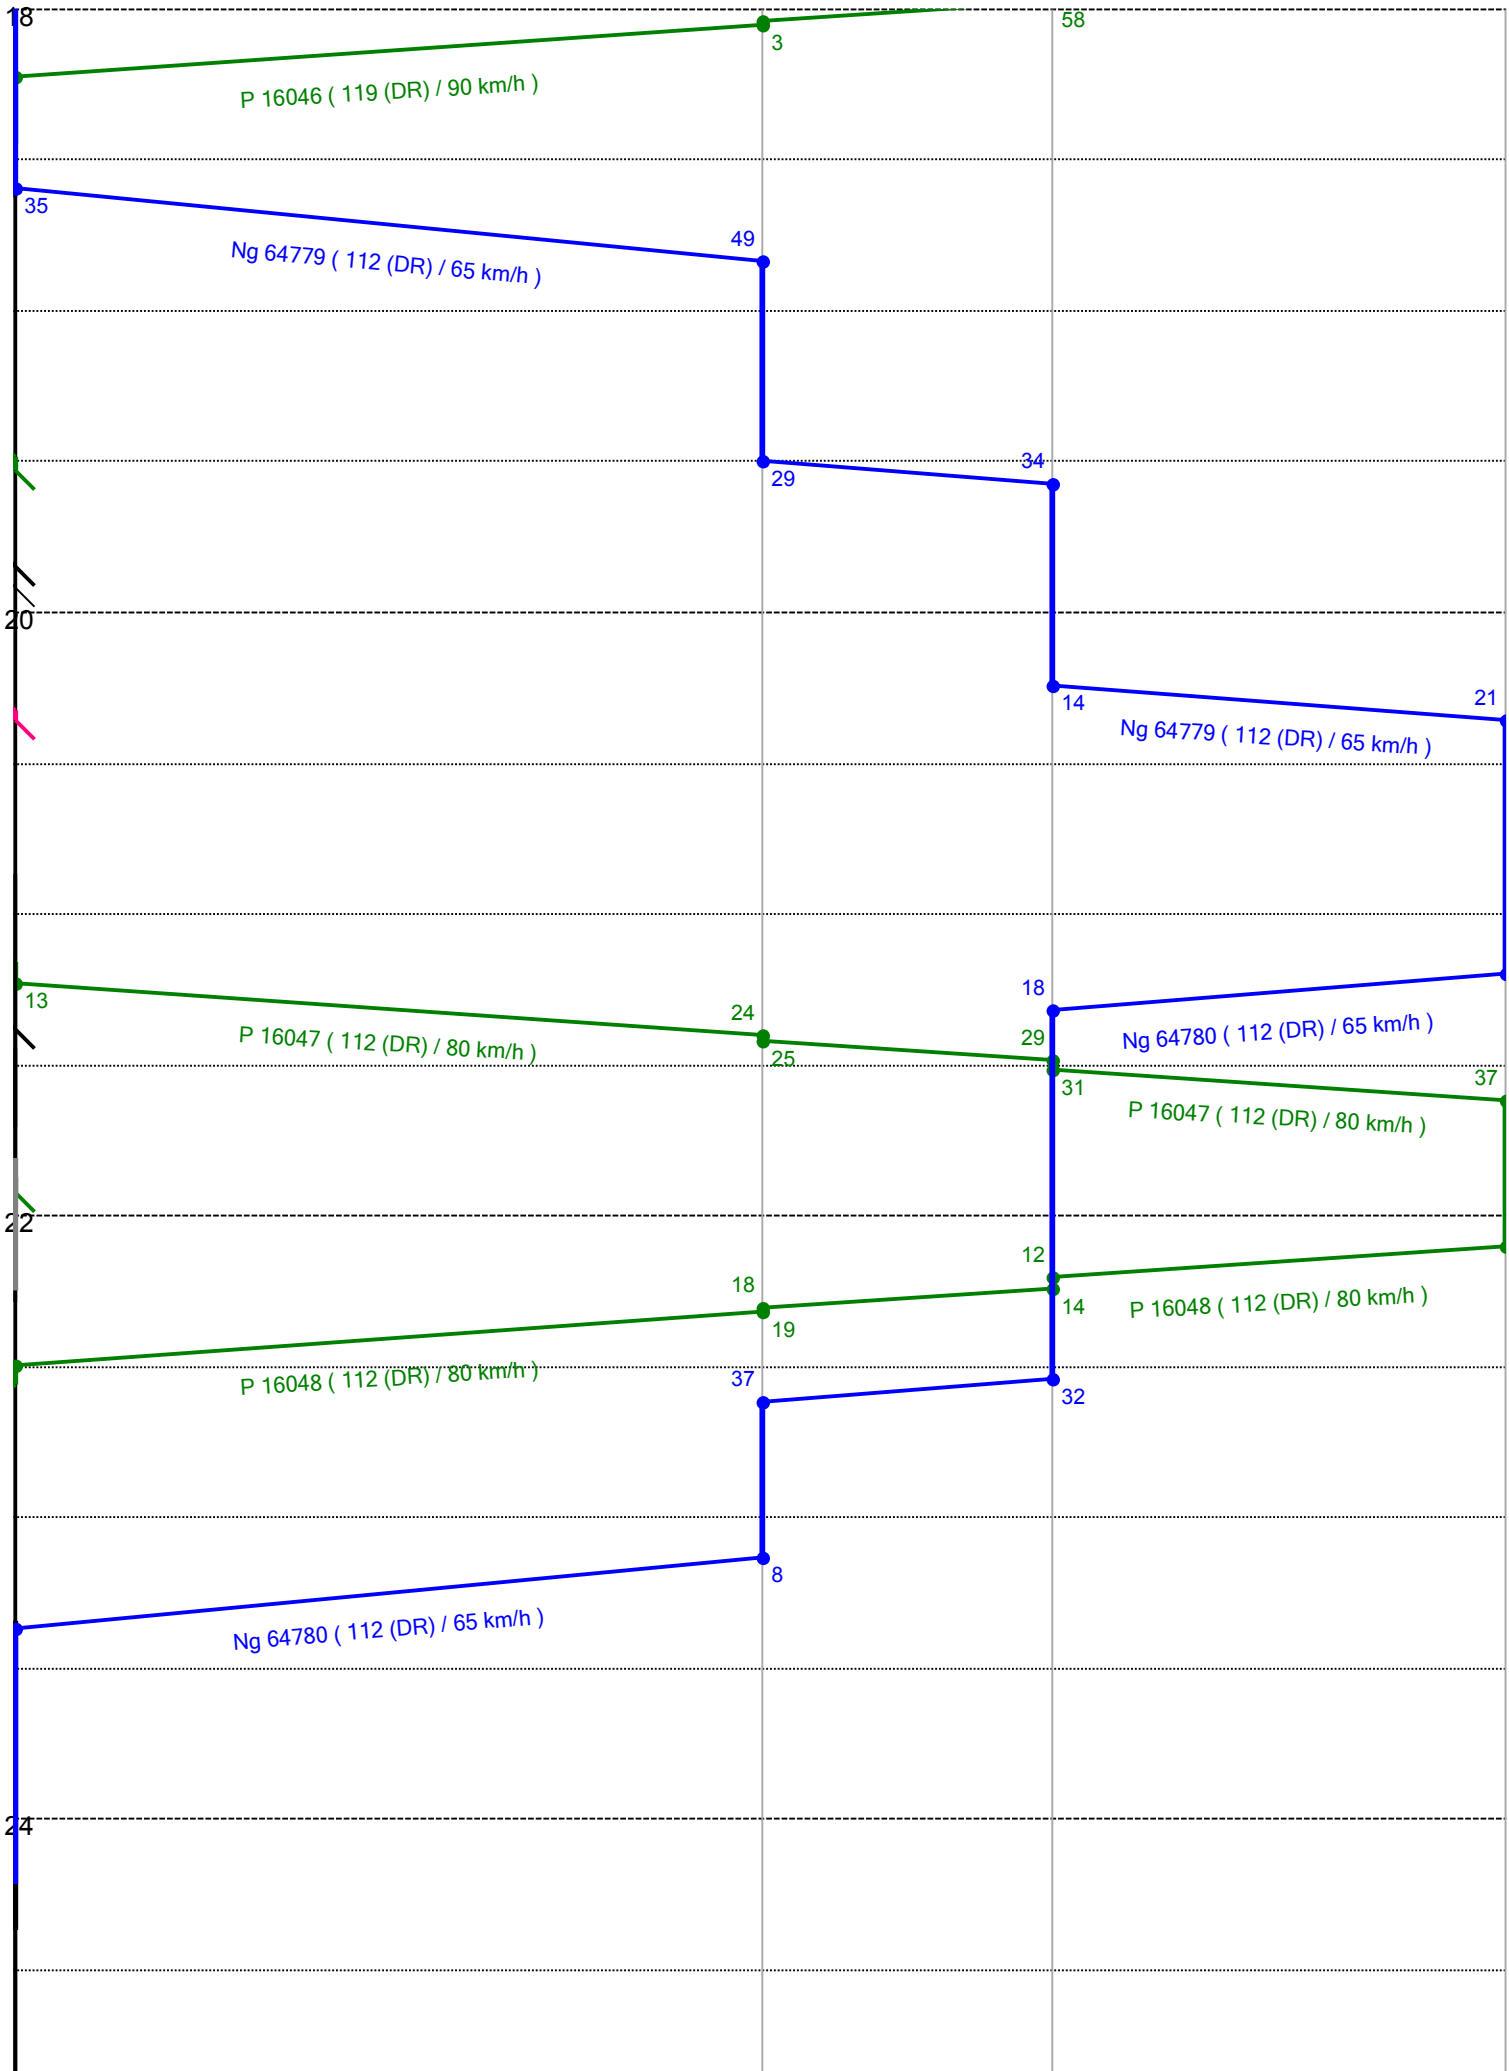 18
58
3
P 16046 ( 119 (DR) / 90 km/h )
35
49
Ng 64779 ( 112 (DR) / 65 km/h )
34
29
20
21
14
Ng 64779 ( 112 (DR) / 65 km/h )
18
13
24
Ng 64780 ( 112 (DR) / 65 km/h )
29
P 16047 ( 112 (DR) / 80 km/h )
25
37
31
P 16047 ( 112 (DR) / 80 km/h )
22
12
18
14
P 16048 ( 112 (DR) / 80 km/h )
19
P 16048 ( 112 (DR) / 80 km/h )
37
32
8
Ng 64780 ( 112 (DR) / 65 km/h )
24